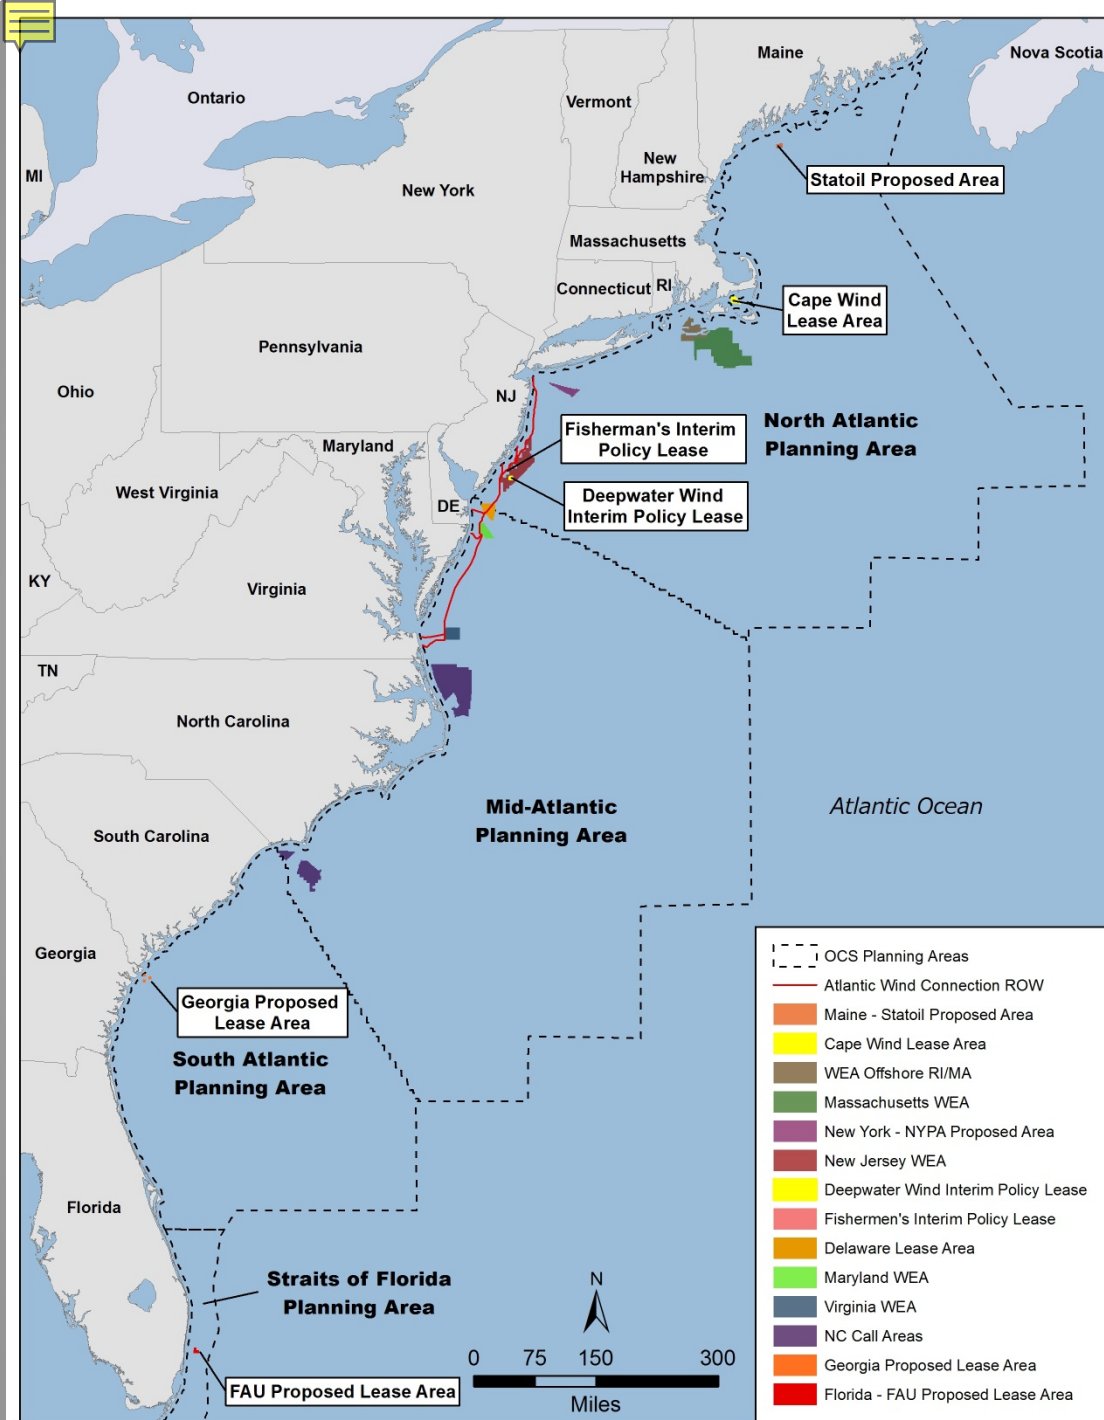 Maine
Nova Scotia
Ontario
Vermont
New
Hampshire
MI
New York
Statoil Proposed Area
Massachusetts
Connecticut
RI
Cape Wind
Lease Area
Pennsylvania
Ohio
NJ
North Atlantic
Planning Area
Maryland
Fisherman's Interim
Policy Lease
West Virginia
DE
Deepwater Wind
Interim Policy Lease
KY
Virginia
TN
North Carolina
Mid-Atlantic
Planning Area
Atlantic Ocean
South Carolina
Georgia
Georgia Proposed
Lease Area
South Atlantic
Planning Area
Florida
Straits of Florida
Planning Area
FAU Proposed Lease Area
N
0 75 150 300
Miles
OCS Planning Areas
Atlantic Wind Connection ROW
Maine - Statoil Proposed Area
Cape Wind Lease Area
WEA Offshore RI/MA
Massachusetts WEA
New York - NYPA Proposed Area
New Jersey WEA
Deepwater Wind Interim Policy Lease
Fishermen's Interim Policy Lease
Delaware Lease Area
Maryland WEA
Virginia WEA
NC Call Areas
Georgia Proposed Lease Area
Florida - FAU Proposed Lease Area